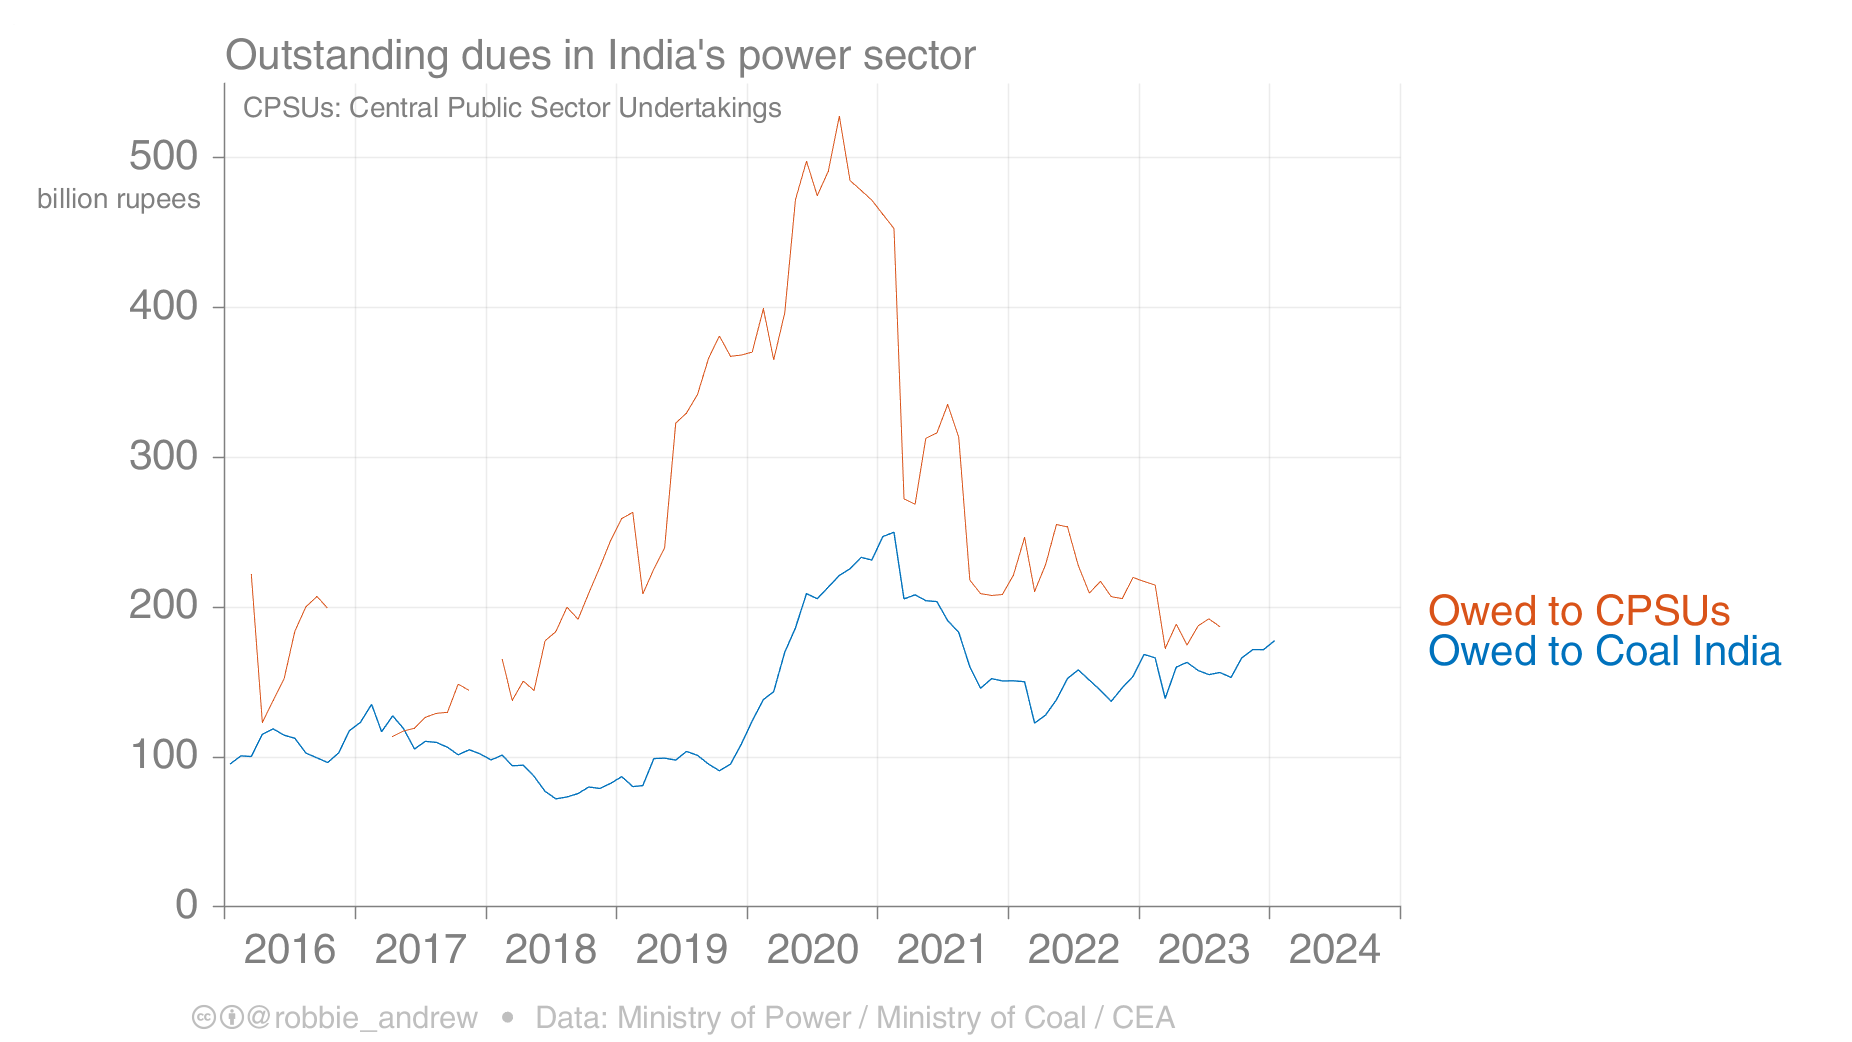 Outstanding dues in India's power sector
CPSUs: Central Public Sector Undertakings
500
billion rupees
400
300
200
100
0
Owed to CPSUs
Owed to Coal India
2016 2017 2018 2019 2020 2021 2022 2023 2024
@robbie_andrew • Data: Ministry of Power / Ministry of Coal / CEA